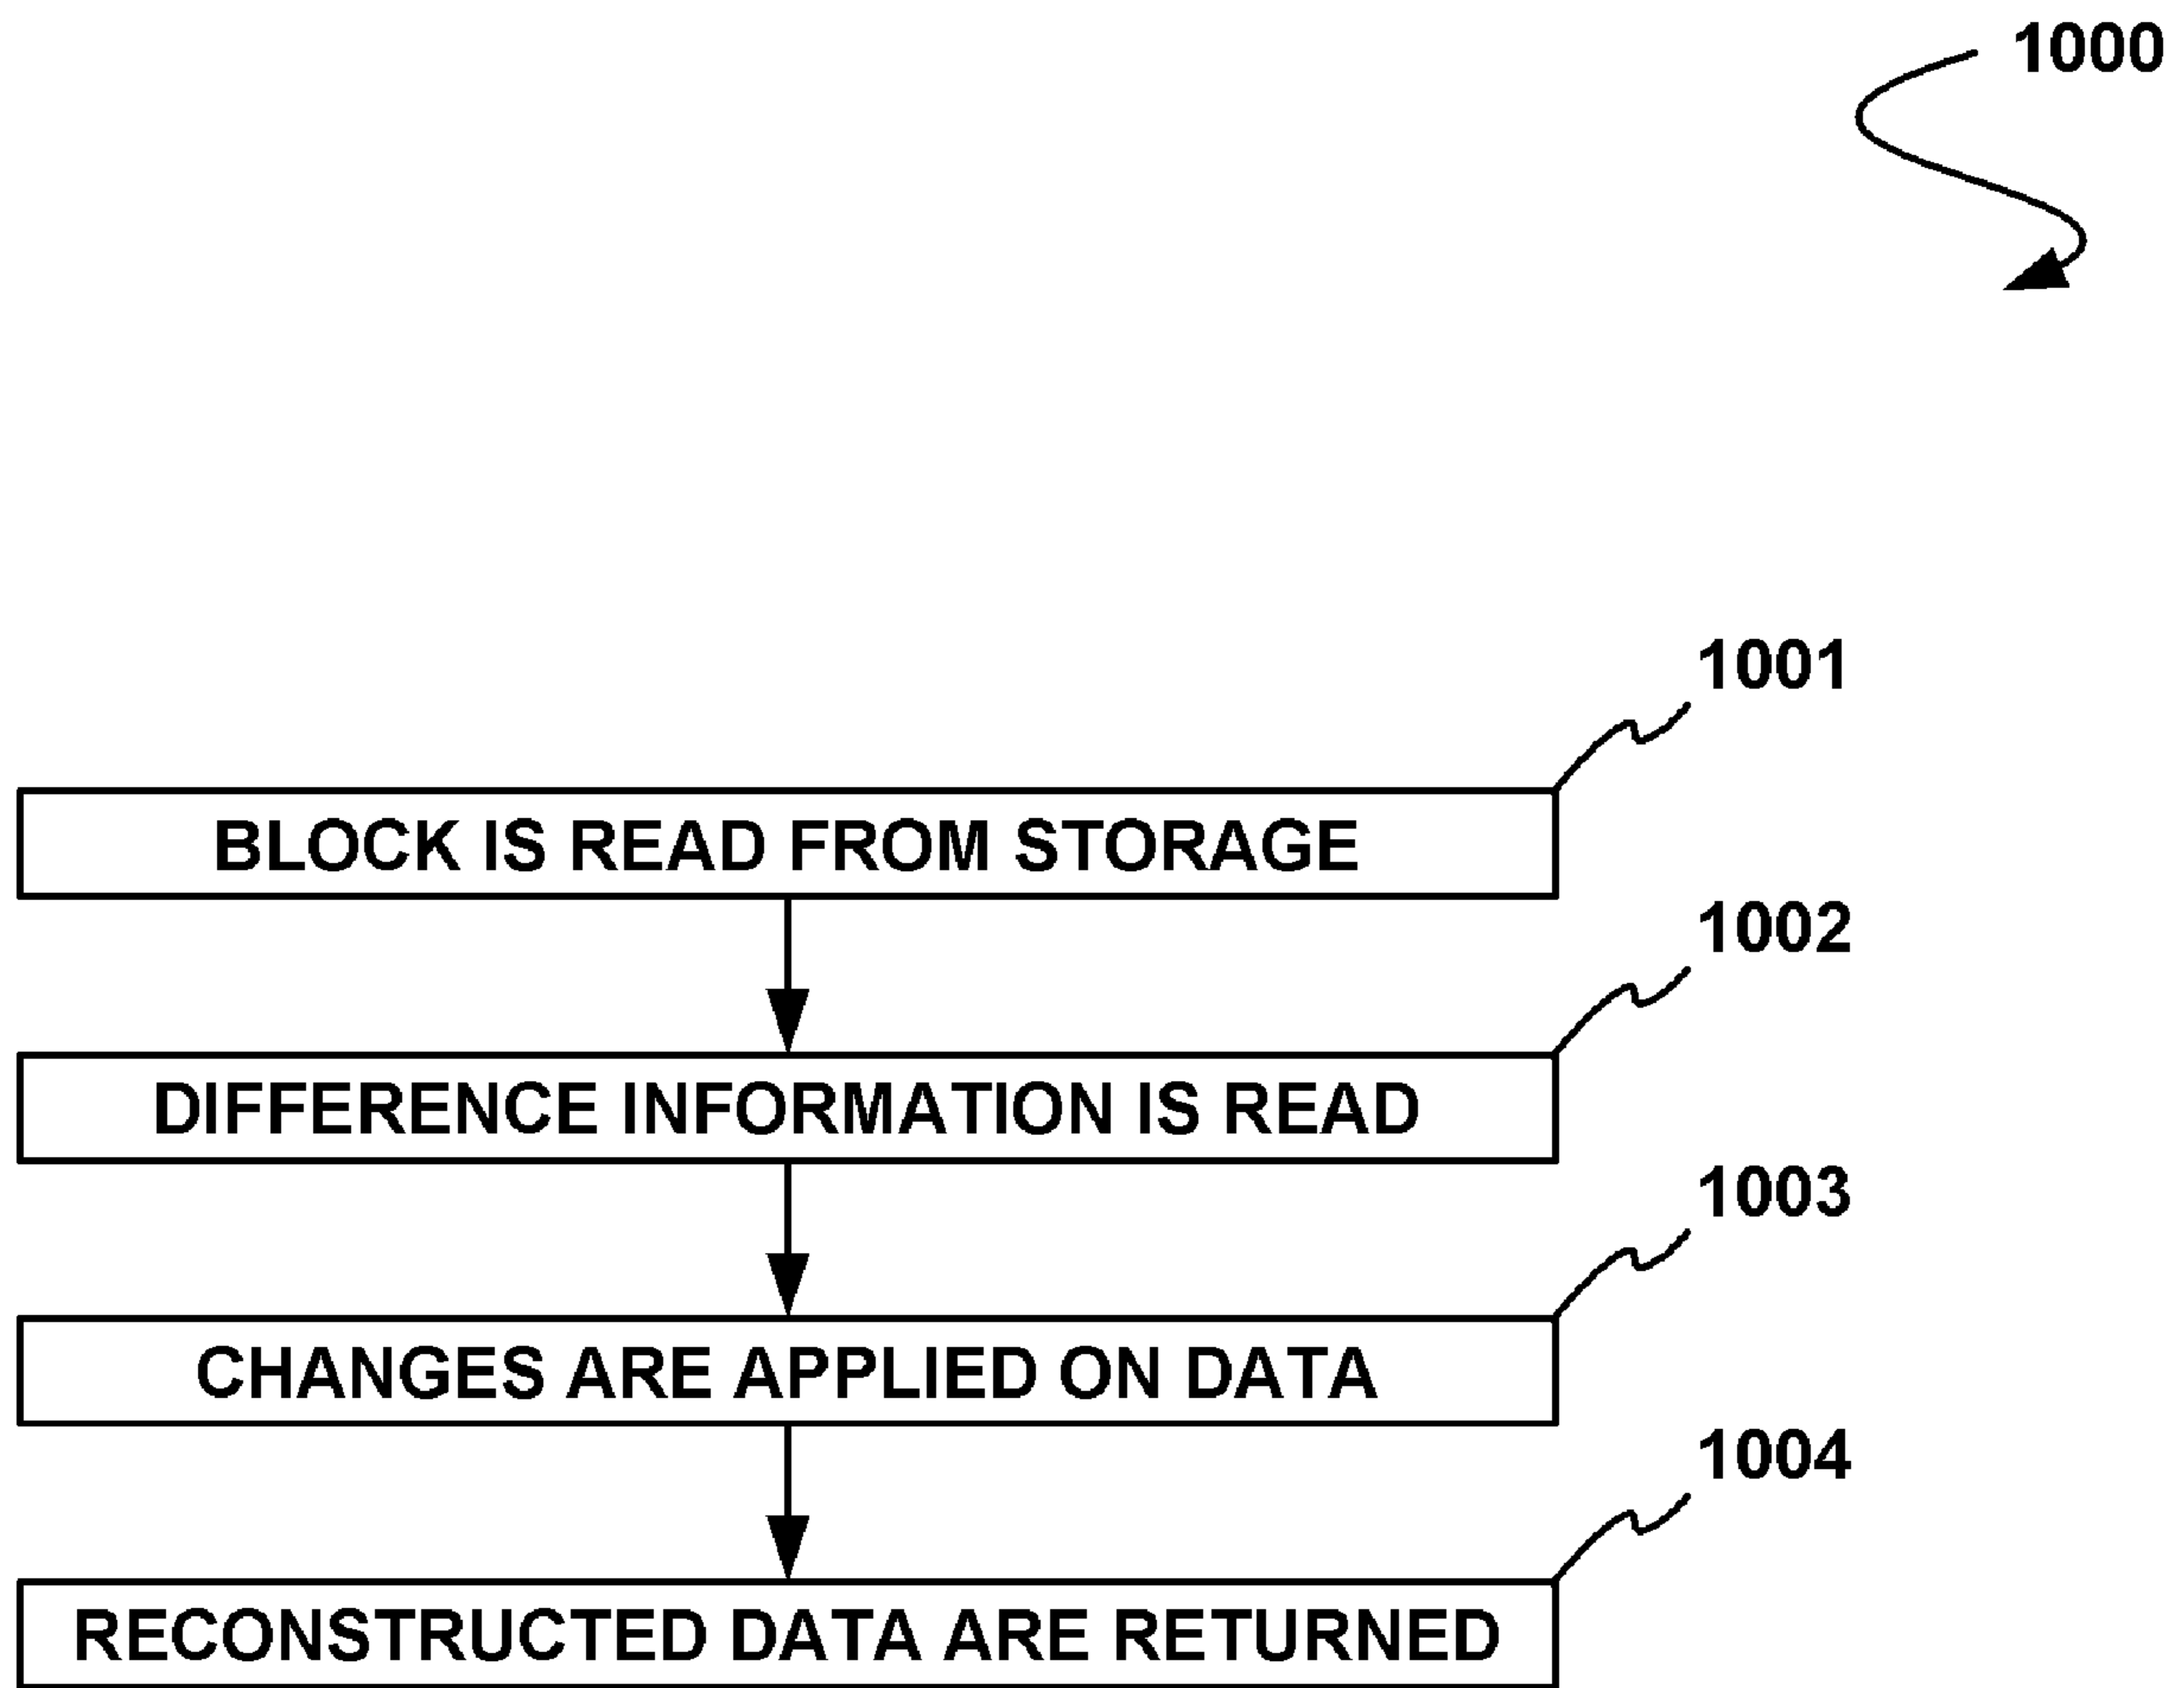 1000
1001
BLOCK IS READ FROM STORAGE
1002
DIFFERENCE INFORMATION IS READ
1003
CHANGES ARE APPLIED ON DATA
1004
RECONSTRUCTED DATA ARE RETURNED